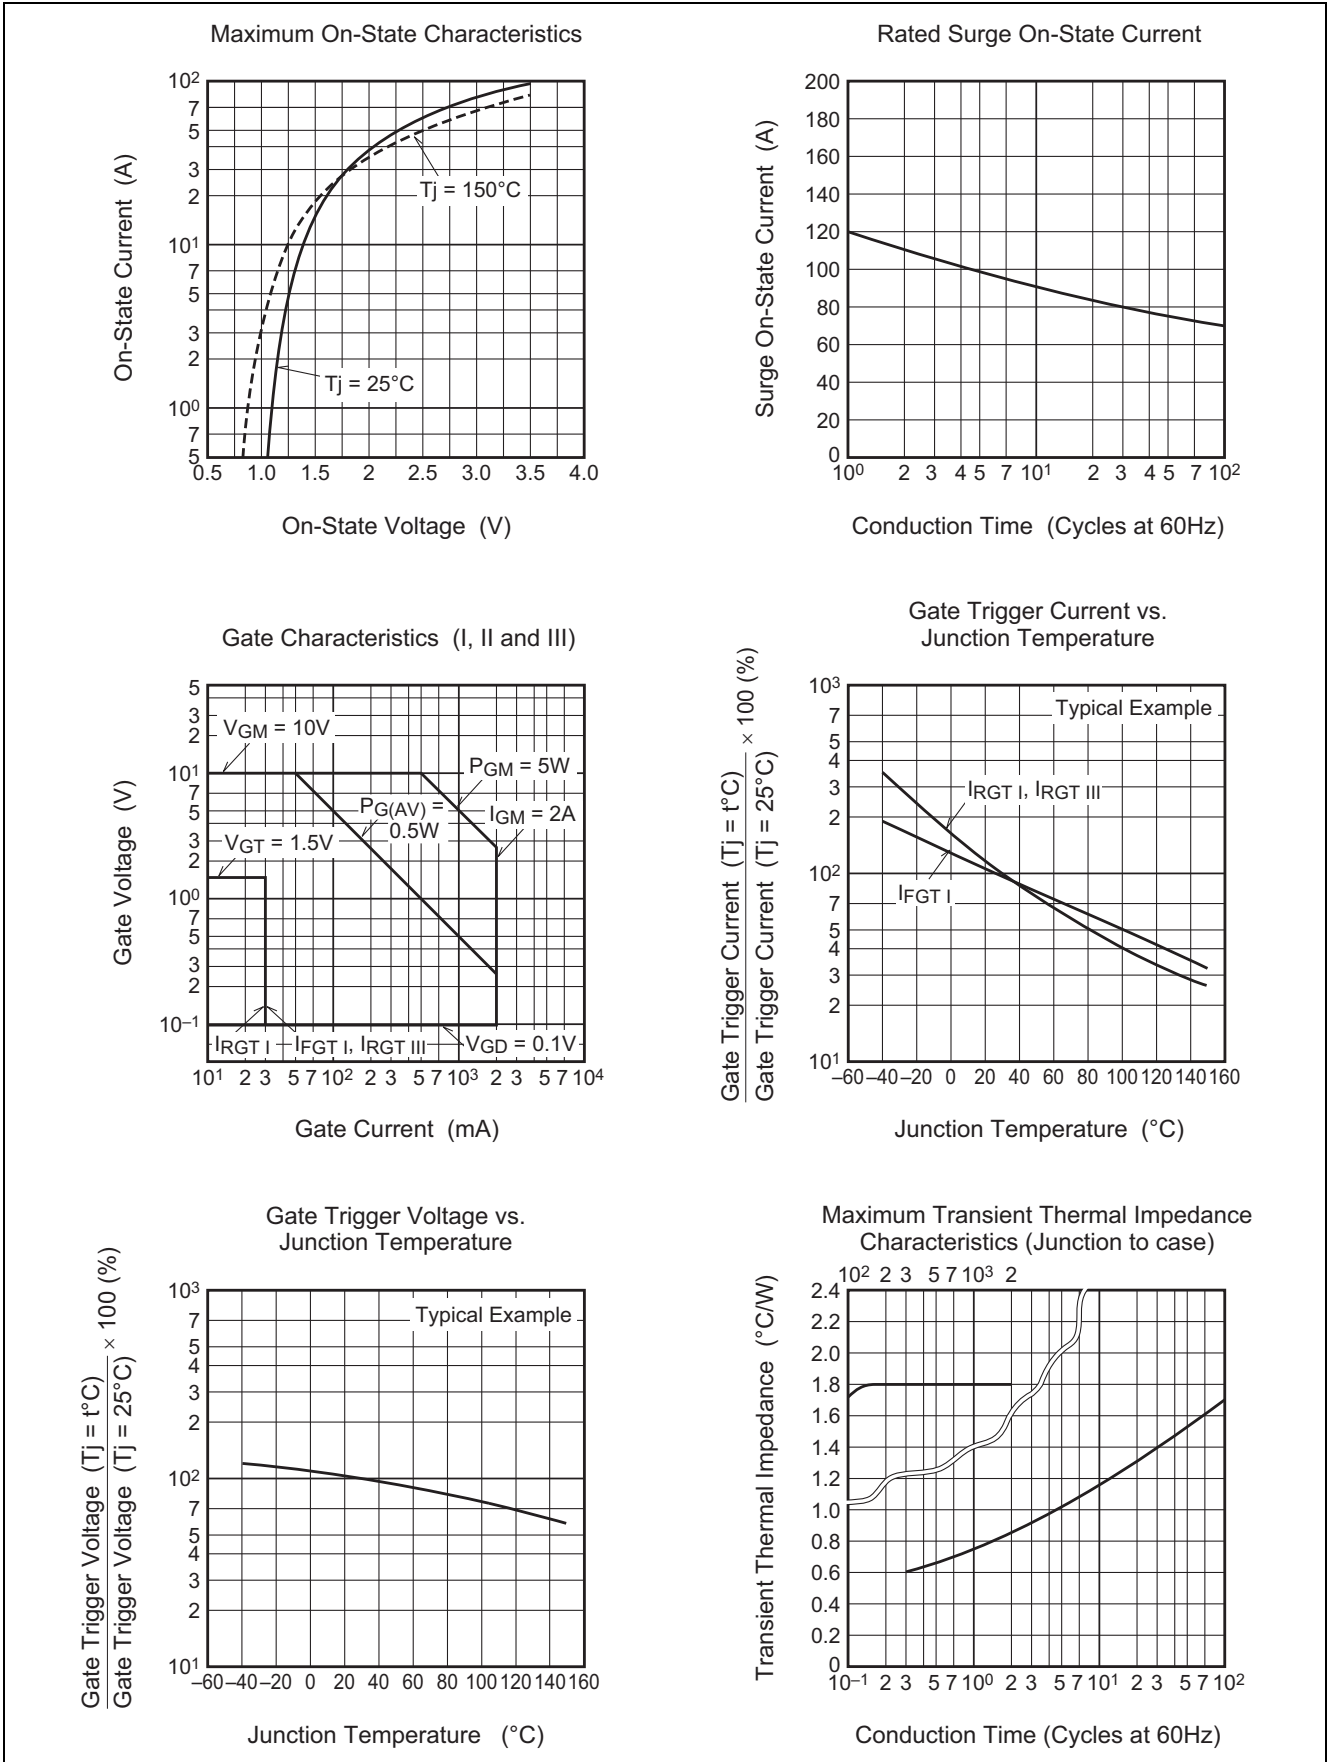 Maximum On-State Characteristics
On-State Current (A)
10²
7
5
3
2
10¹
7
5
3
2
10⁰
7
5
Tj = 150°C
Tj = 25°C
0.5 1.0 1.5 2 2.5 3.0 3.5 4.0
On-State Voltage (V)
Rated Surge On-State Current
Surge On-State Current (A)
200
180
160
140
120
100
80
60
40
20
0
10⁰ 2 3 4 5 7 10¹ 2 3 4 5 7 10²
Conduction Time (Cycles at 60Hz)
Gate Characteristics (I, II and III)
Gate Voltage (V)
5
3
2
10¹
7
5
3
2
10⁰
7
5
3
2
10⁻¹
VGM = 10V
PGM = 5W
PG(AV) =
0.5W
IGM = 2A
VGT = 1.5V
IRGT I
IFGT I, IRGT III
VGD = 0.1V
10¹ 2 3 5 7 10² 2 3 5 7 10³ 2 3 5 7 10⁴
Gate Current (mA)
Gate Trigger Current vs.
Junction Temperature
Gate Trigger Current (Tj = t°C)
Gate Trigger Current (Tj = 25°C)
× 100 (%)
10³
7
5
4
3
2
10²
7
5
4
3
2
10¹
Typical Example
IRGT I, IRGT III
IFGT I
–60 –40 –20 0 20 40 60 80 100 120 140 160
Junction Temperature (°C)
Gate Trigger Voltage vs.
Junction Temperature
Gate Trigger Voltage (Tj = t°C)
Gate Trigger Voltage (Tj = 25°C)
× 100 (%)
10³
7
5
4
3
2
10²
7
5
4
3
2
10¹
Typical Example
–60 –40 –20 0 20 40 60 80 100 120 140 160
Junction Temperature (°C)
Maximum Transient Thermal Impedance
Characteristics (Junction to case)
Transient Thermal Impedance (°C/W)
10² 2 3 5 7 10³ 2
2.4
2.2
2.0
1.8
1.6
1.4
1.2
1.0
0.8
0.6
0.4
0.2
0
10⁻¹ 2 3 5 7 10⁰ 2 3 5 7 10¹ 2 3 5 7 10²
Conduction Time (Cycles at 60Hz)